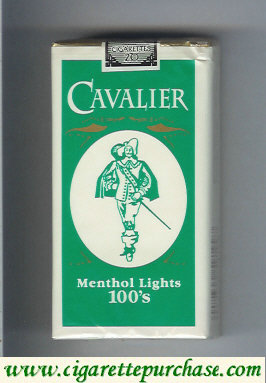 CIGARETTES
20
CAVALIER
Menthol Lights
100's
www.cigarettepurchase.com